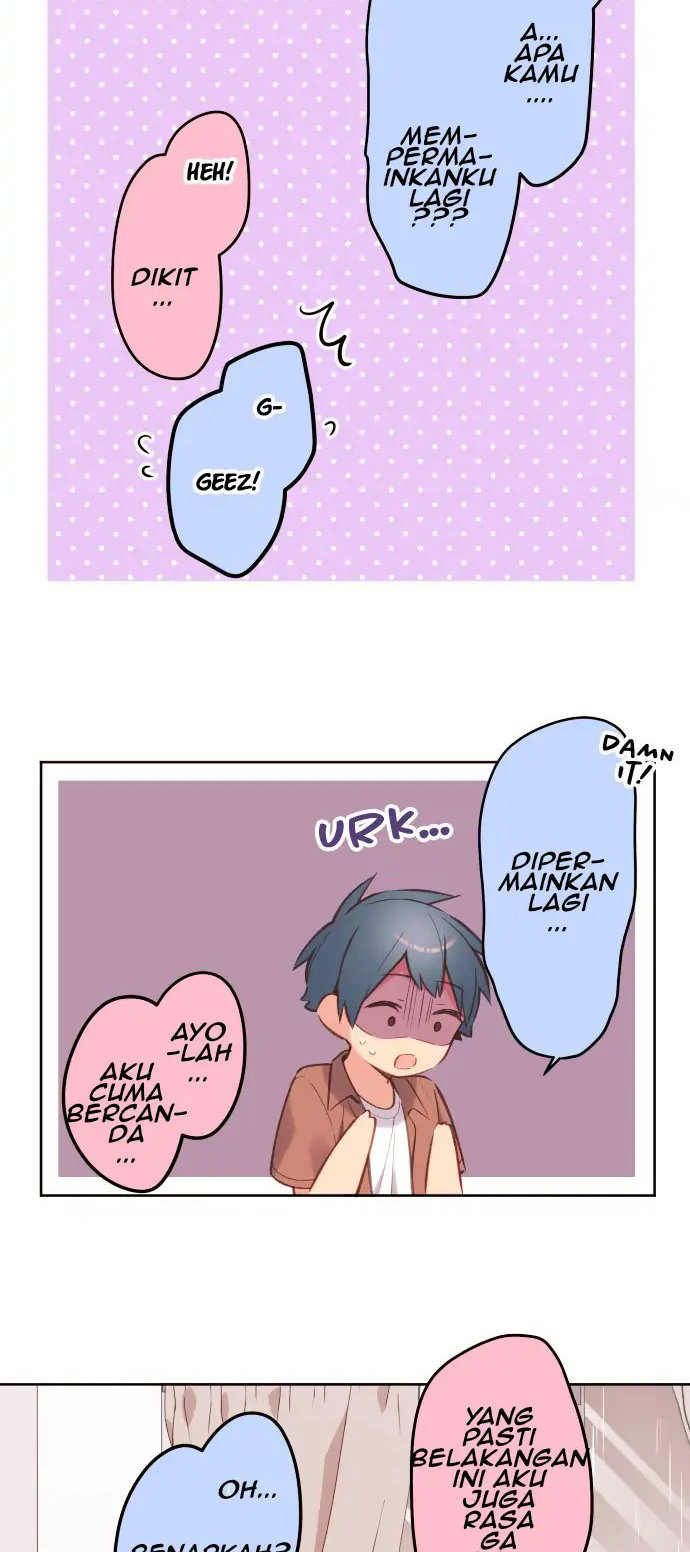 A...
APA
KAMU
....
MEM-
PERMA-
INKANKU
LAGI
???
HEH!
DIKIT
...
G-
GEEZ!
DAMN
IT!
DIPER-
MAINKAN
LAGI
...
URK...
AYO
-LAH
...
AKU
CUMA
BERCAN-
DA
...
YANG
PASTI
BELAKANGAN
INI AKU
JUGA
RASA
GA
OH...
BENARKAH?